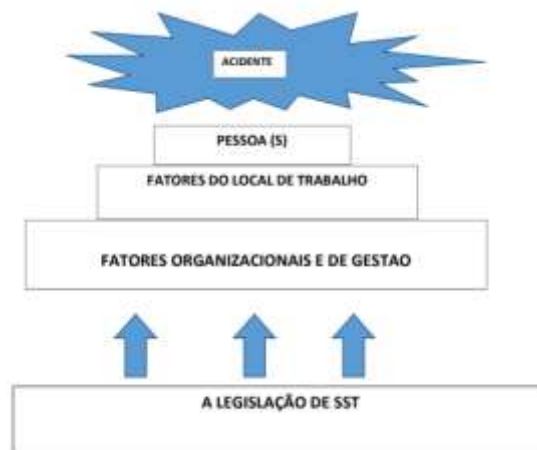 ACIDENTE
PESSOA (S)
FATORES DO LOCAL DE TRABALHO
FATORES ORGANIZACIONAIS E DE GESTAO
A LEGISLAÇÃO DE SST